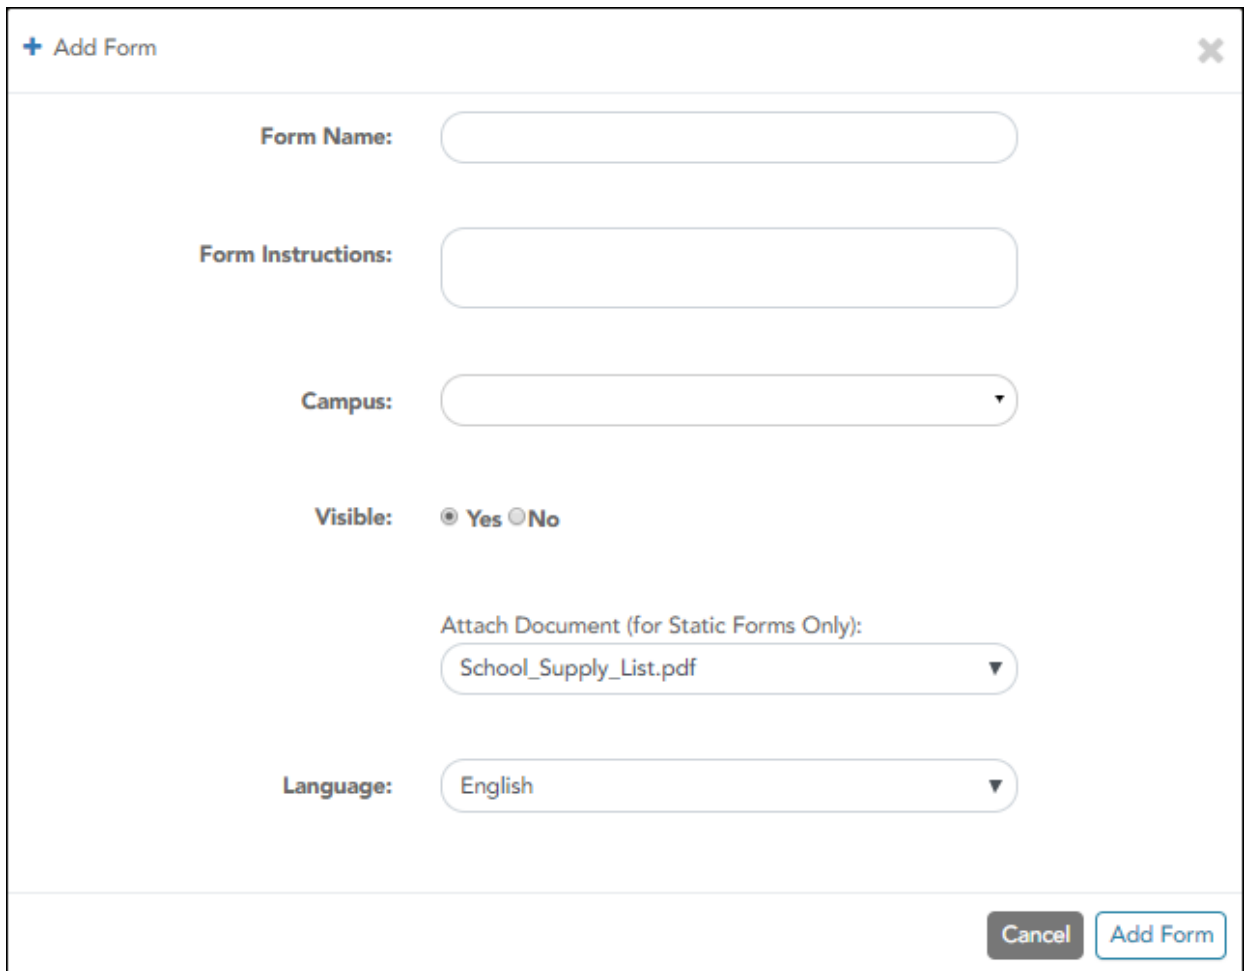 Add Form
Form Name:
Form Instructions:
Campus:
Visible: Yes No
Attach Document (for Static Forms Only):
School_Supply_List.pdf
Language: English
Cancel Add Form